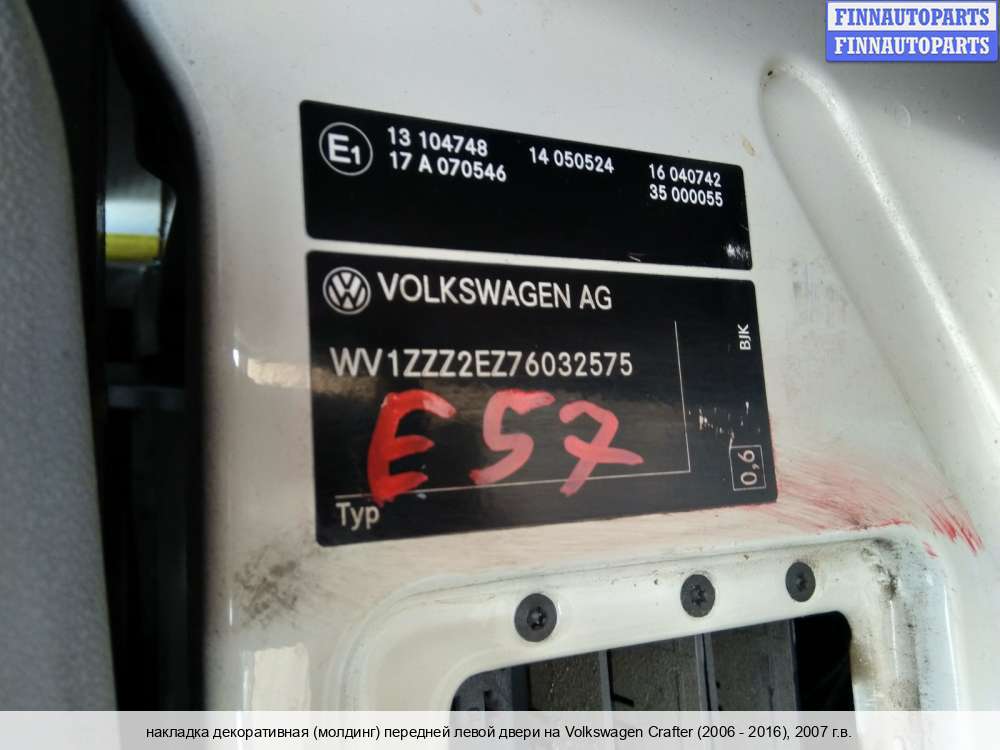 FINNAUTOPARTS
FINNAUTOPARTS
E1
13 104748 14 050524 16 040742
17 A 070546 35 000055
VOLKSWAGEN AG
BJK
WV1ZZZ2EZ76032575
E 57
0,6
Typ
накладка декоративная (молдинг) передней левой двери на Volkswagen Crafter (2006 - 2016), 2007 г.в.